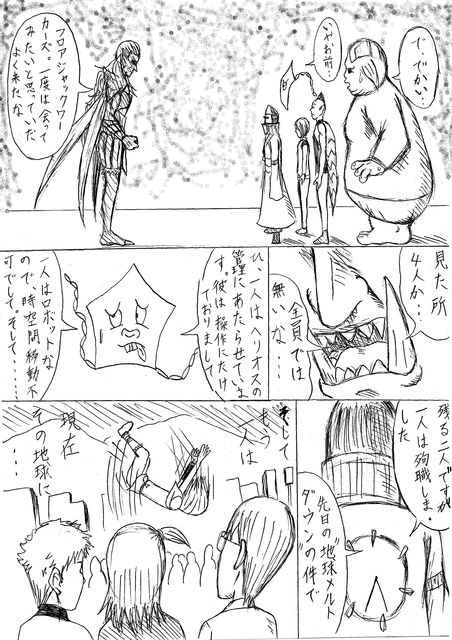 で、でかい
…
いやお前…
フロアジャックワー
カーズ。一度は会って
みたいと思っていだ
よく来たな
見た所
4人か…
全員では
無いな…
ひ、一人はヘリオスの
管理にあたらせていま
す。彼は操作にたけ
ておりまして
一人はロボットな
ので、時空間移動不
可でして。そして……
残る二人ですが
一人は殉職しま
した
先日の地球メルト
ダウンの件で
そして
もう
一人は
現在
その地球に
…